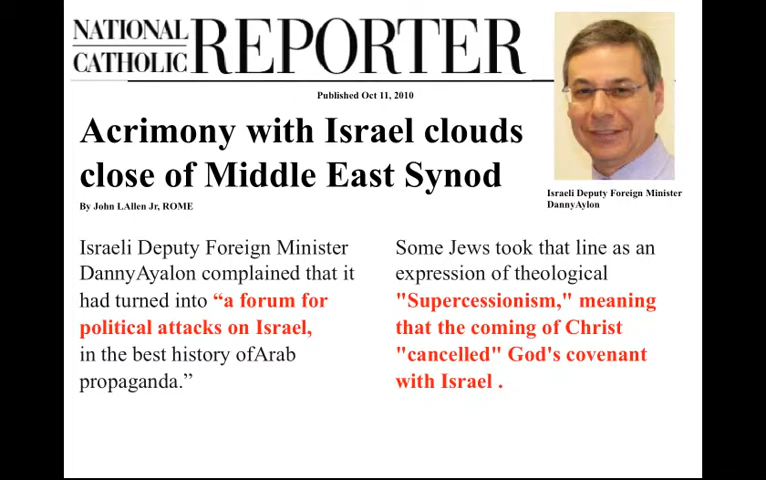 NATIONAL
CATHOLIC
REPORTER
Published Oct 11, 2010
Acrimony with Israel clouds
close of Middle East Synod
By John LAllen Jr, ROME
Israeli Deputy Foreign Minister
DannyAylon
Israeli Deputy Foreign Minister
DannyAyalon complained that it
had turned into “a forum for
political attacks on Israel,
in the best history ofArab
propaganda.”
Some Jews took that line as an
expression of theological
"Supercessionism," meaning
that the coming of Christ
"cancelled" God's covenant
with Israel .